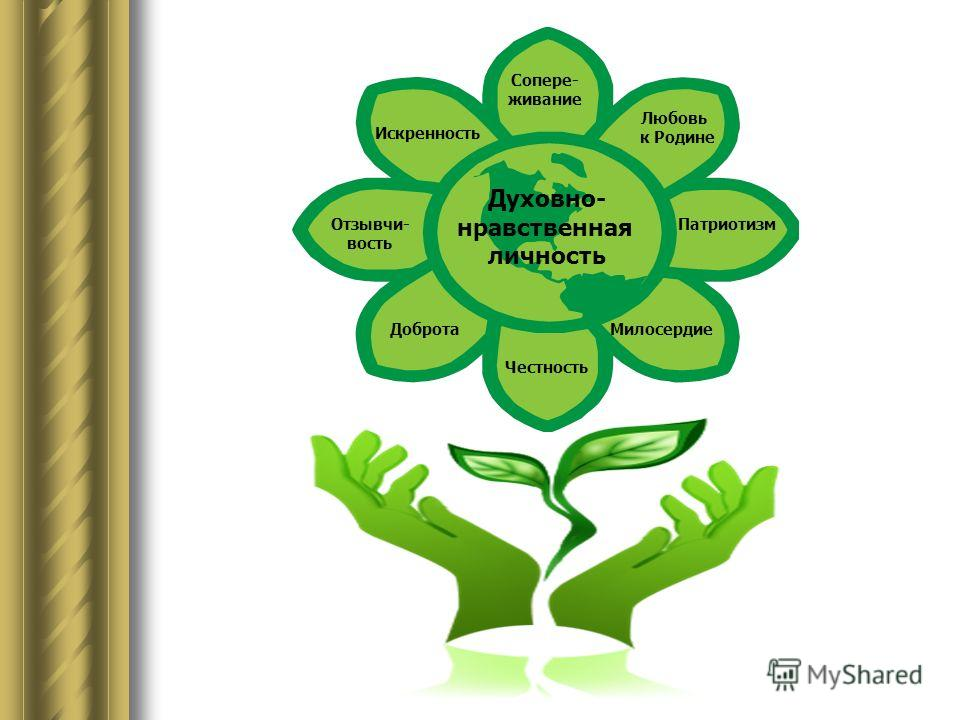 Сопере-
живание
Любовь
к Родине
Искренность
Духовно-
нравственная
личность
Отзывчи-
вость
Патриотизм
Доброта
Милосердие
Честность
MyShared